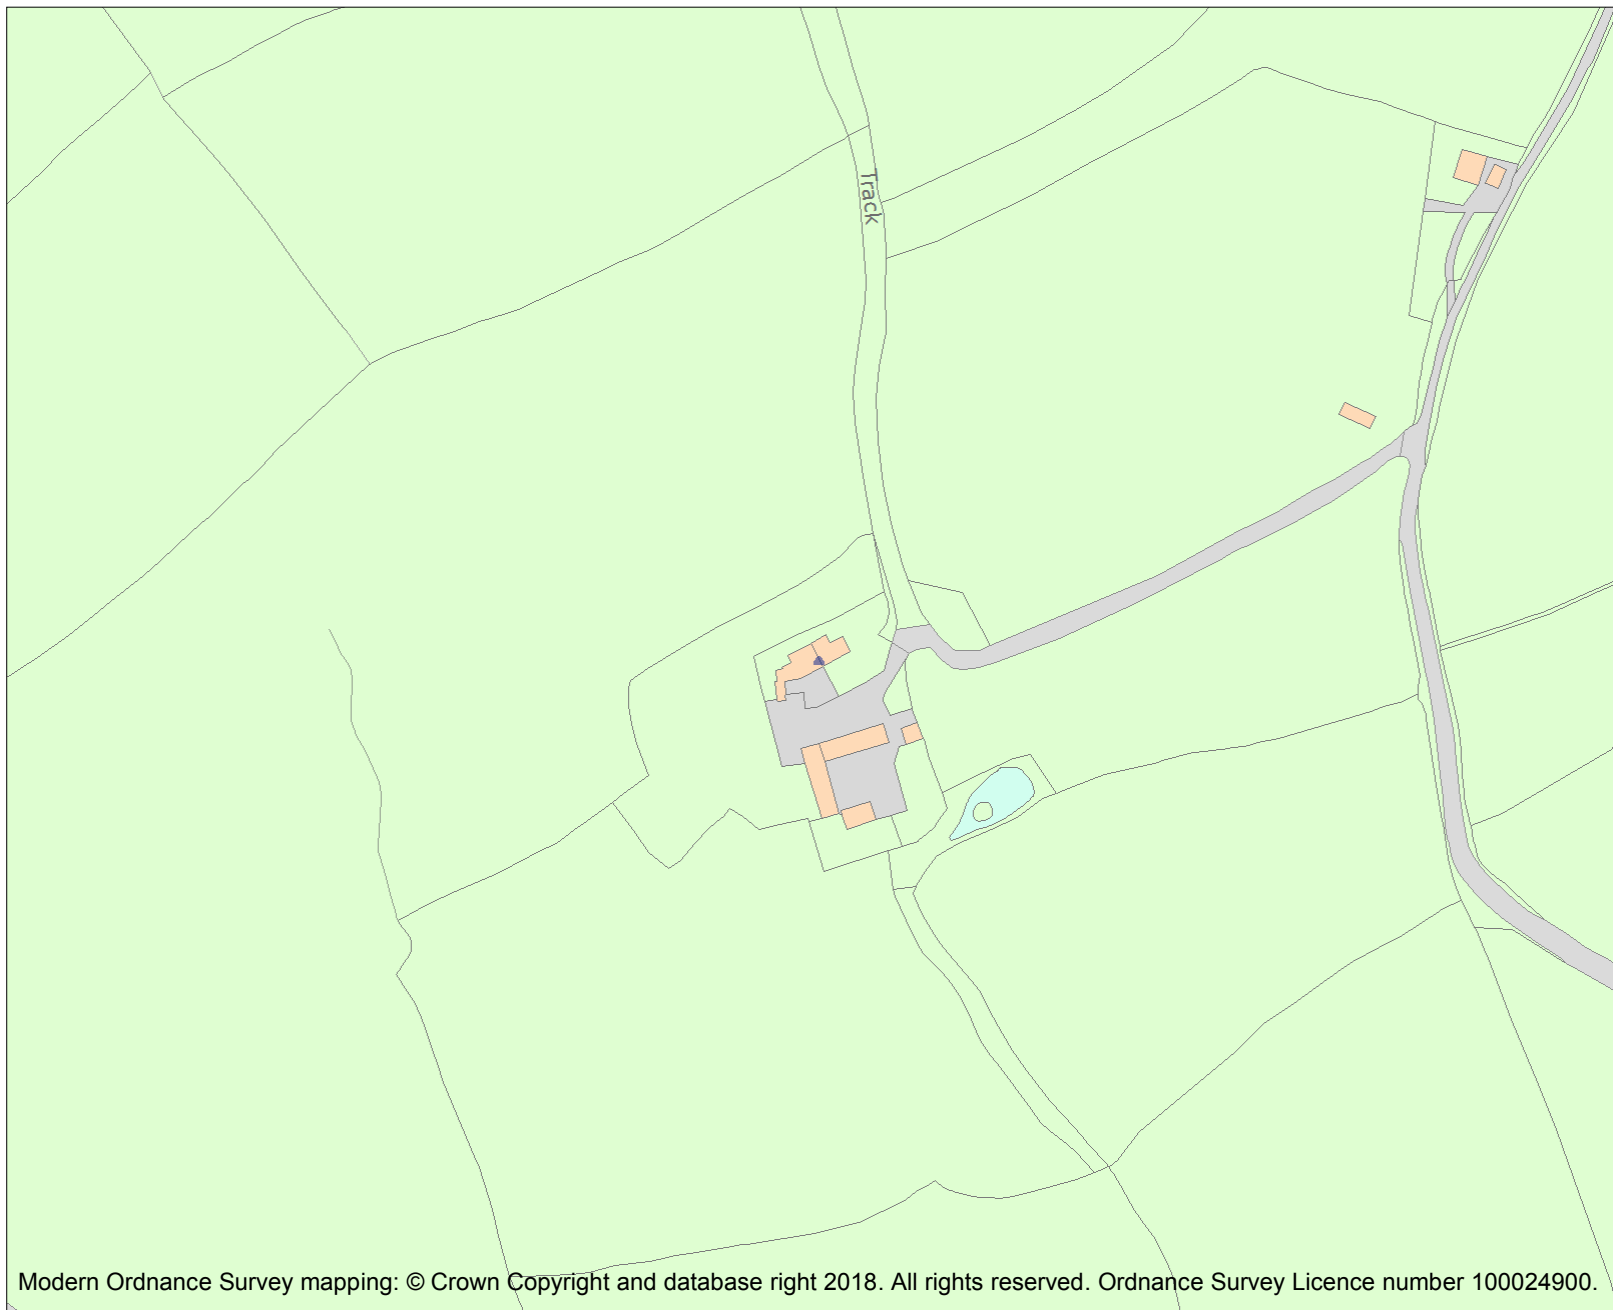 Track
Modern Ordnance Survey mapping: © Crown Copyright and database right 2018. All rights reserved. Ordnance Survey Licence number 100024900.